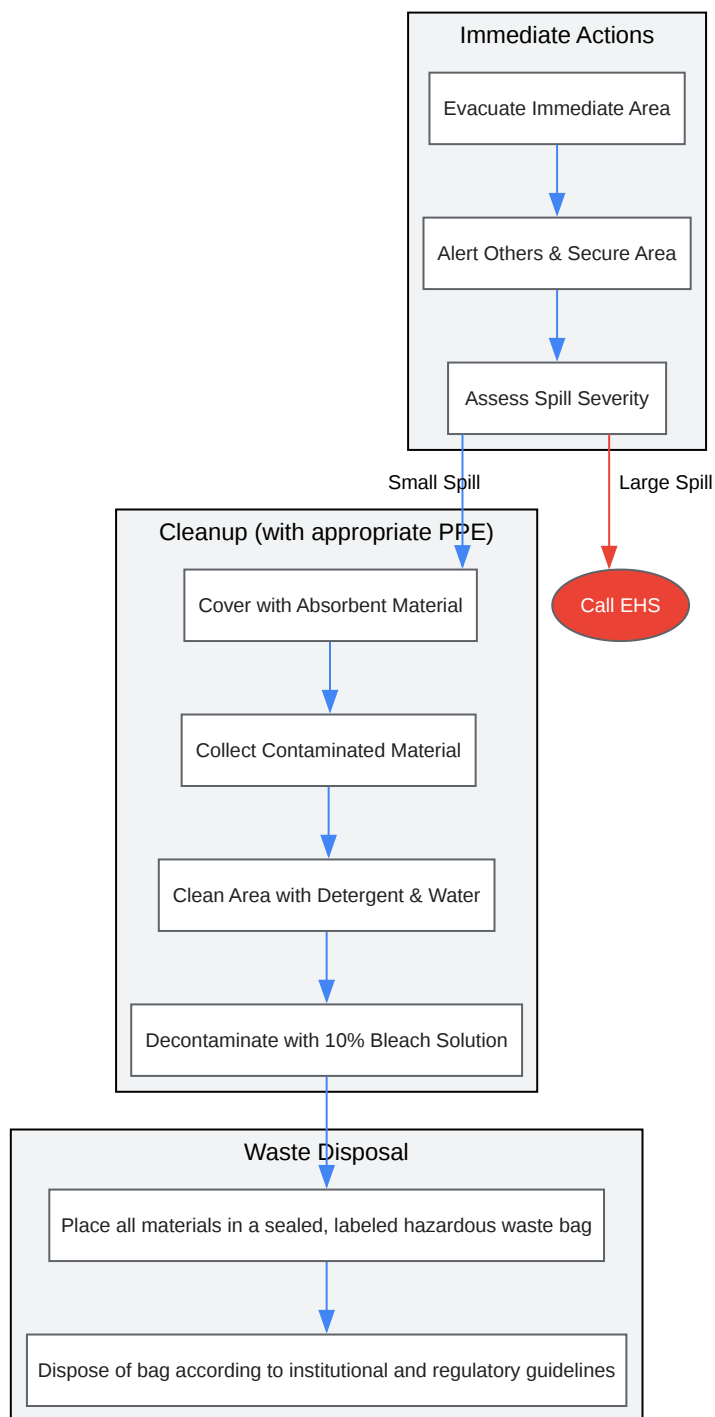 Immediate Actions
Evacuate Immediate Area
Alert Others & Secure Area
Assess Spill Severity
Small Spill
Large Spill
Cleanup (with appropriate PPE)
Cover with Absorbent Material
Call EHS
Collect Contaminated Material
Clean Area with Detergent & Water
Decontaminate with 10% Bleach Solution
Waste Disposal
Place all materials in a sealed, labeled hazardous waste bag
Dispose of bag according to institutional and regulatory guidelines